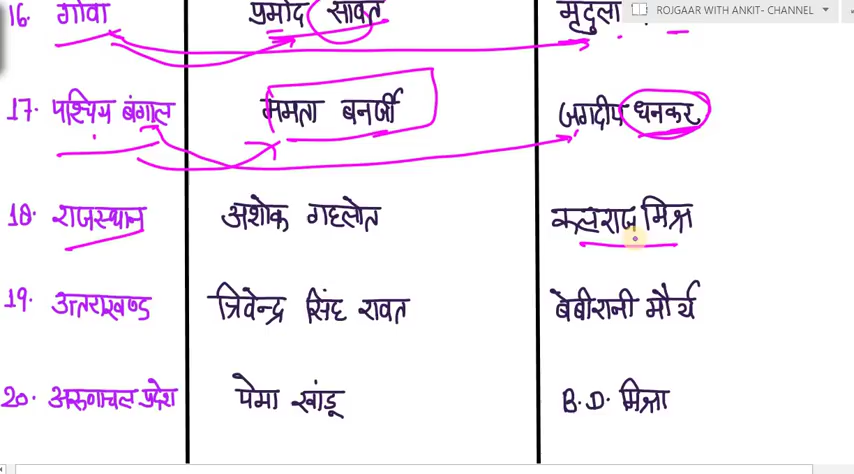 ROJGAAR WITH ANKIT- CHANNEL
16. गोवा प्रमोद सावंत मृदुला
17. पश्चिम बंगाल ममता बनर्जी जगदीप धनकर
18. राजस्थान अशोक गहलोत कलराज मिश्र
19. उत्तराखण्ड त्रिवेन्द्र सिंह रावत बेबीरानी मौर्य
20. अरुणाचल प्रदेश पेमा खांडू B.D. मिश्रा